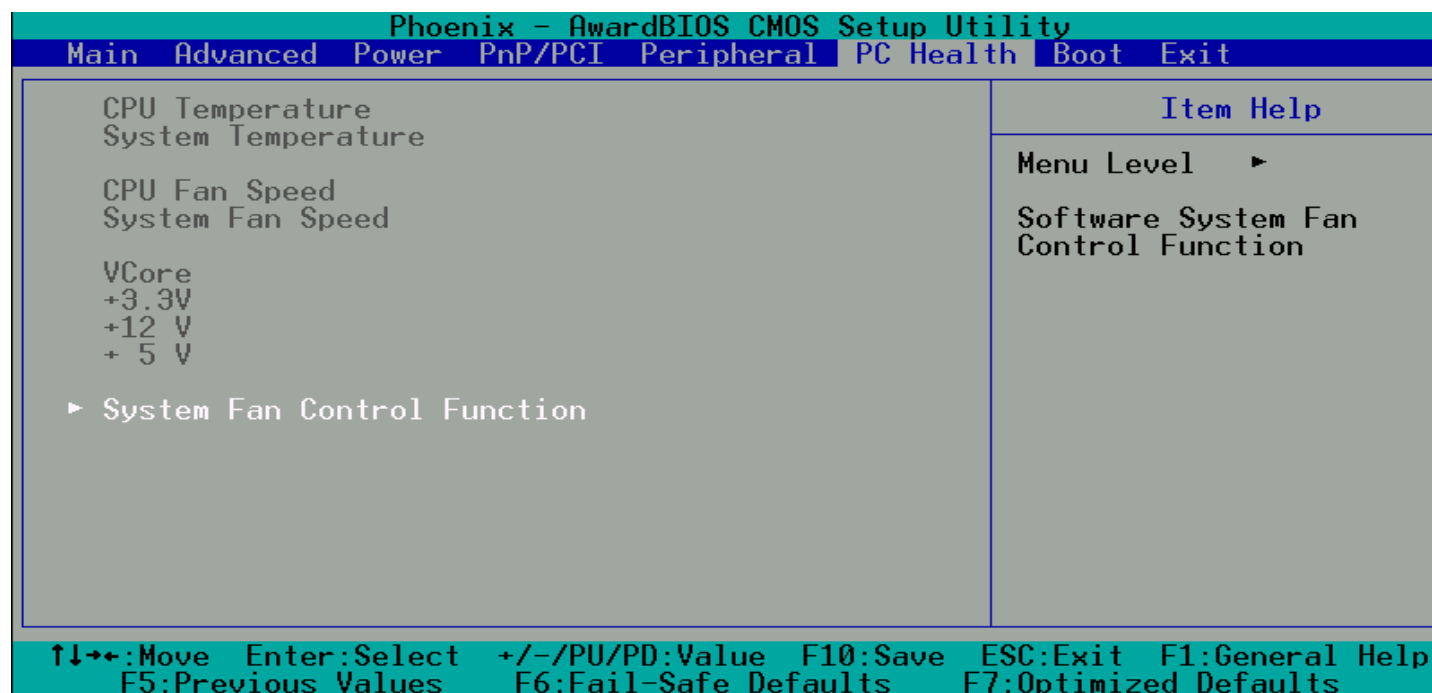 Phoenix - AwardBIOS CMOS Setup Utility
Main Advanced Power PnP/PCI Peripheral PC Health Boot Exit
CPU Temperature
System Temperature
CPU Fan Speed
System Fan Speed
VCore
+3.3V
+12 V
+ 5 V
► System Fan Control Function
Item Help
Menu Level ►
Software System Fan
Control Function
↑↓→←:Move Enter:Select +/-/PU/PD:Value F10:Save ESC:Exit F1:General Help
F5:Previous Values F6:Fail-Safe Defaults F7:Optimized Defaults